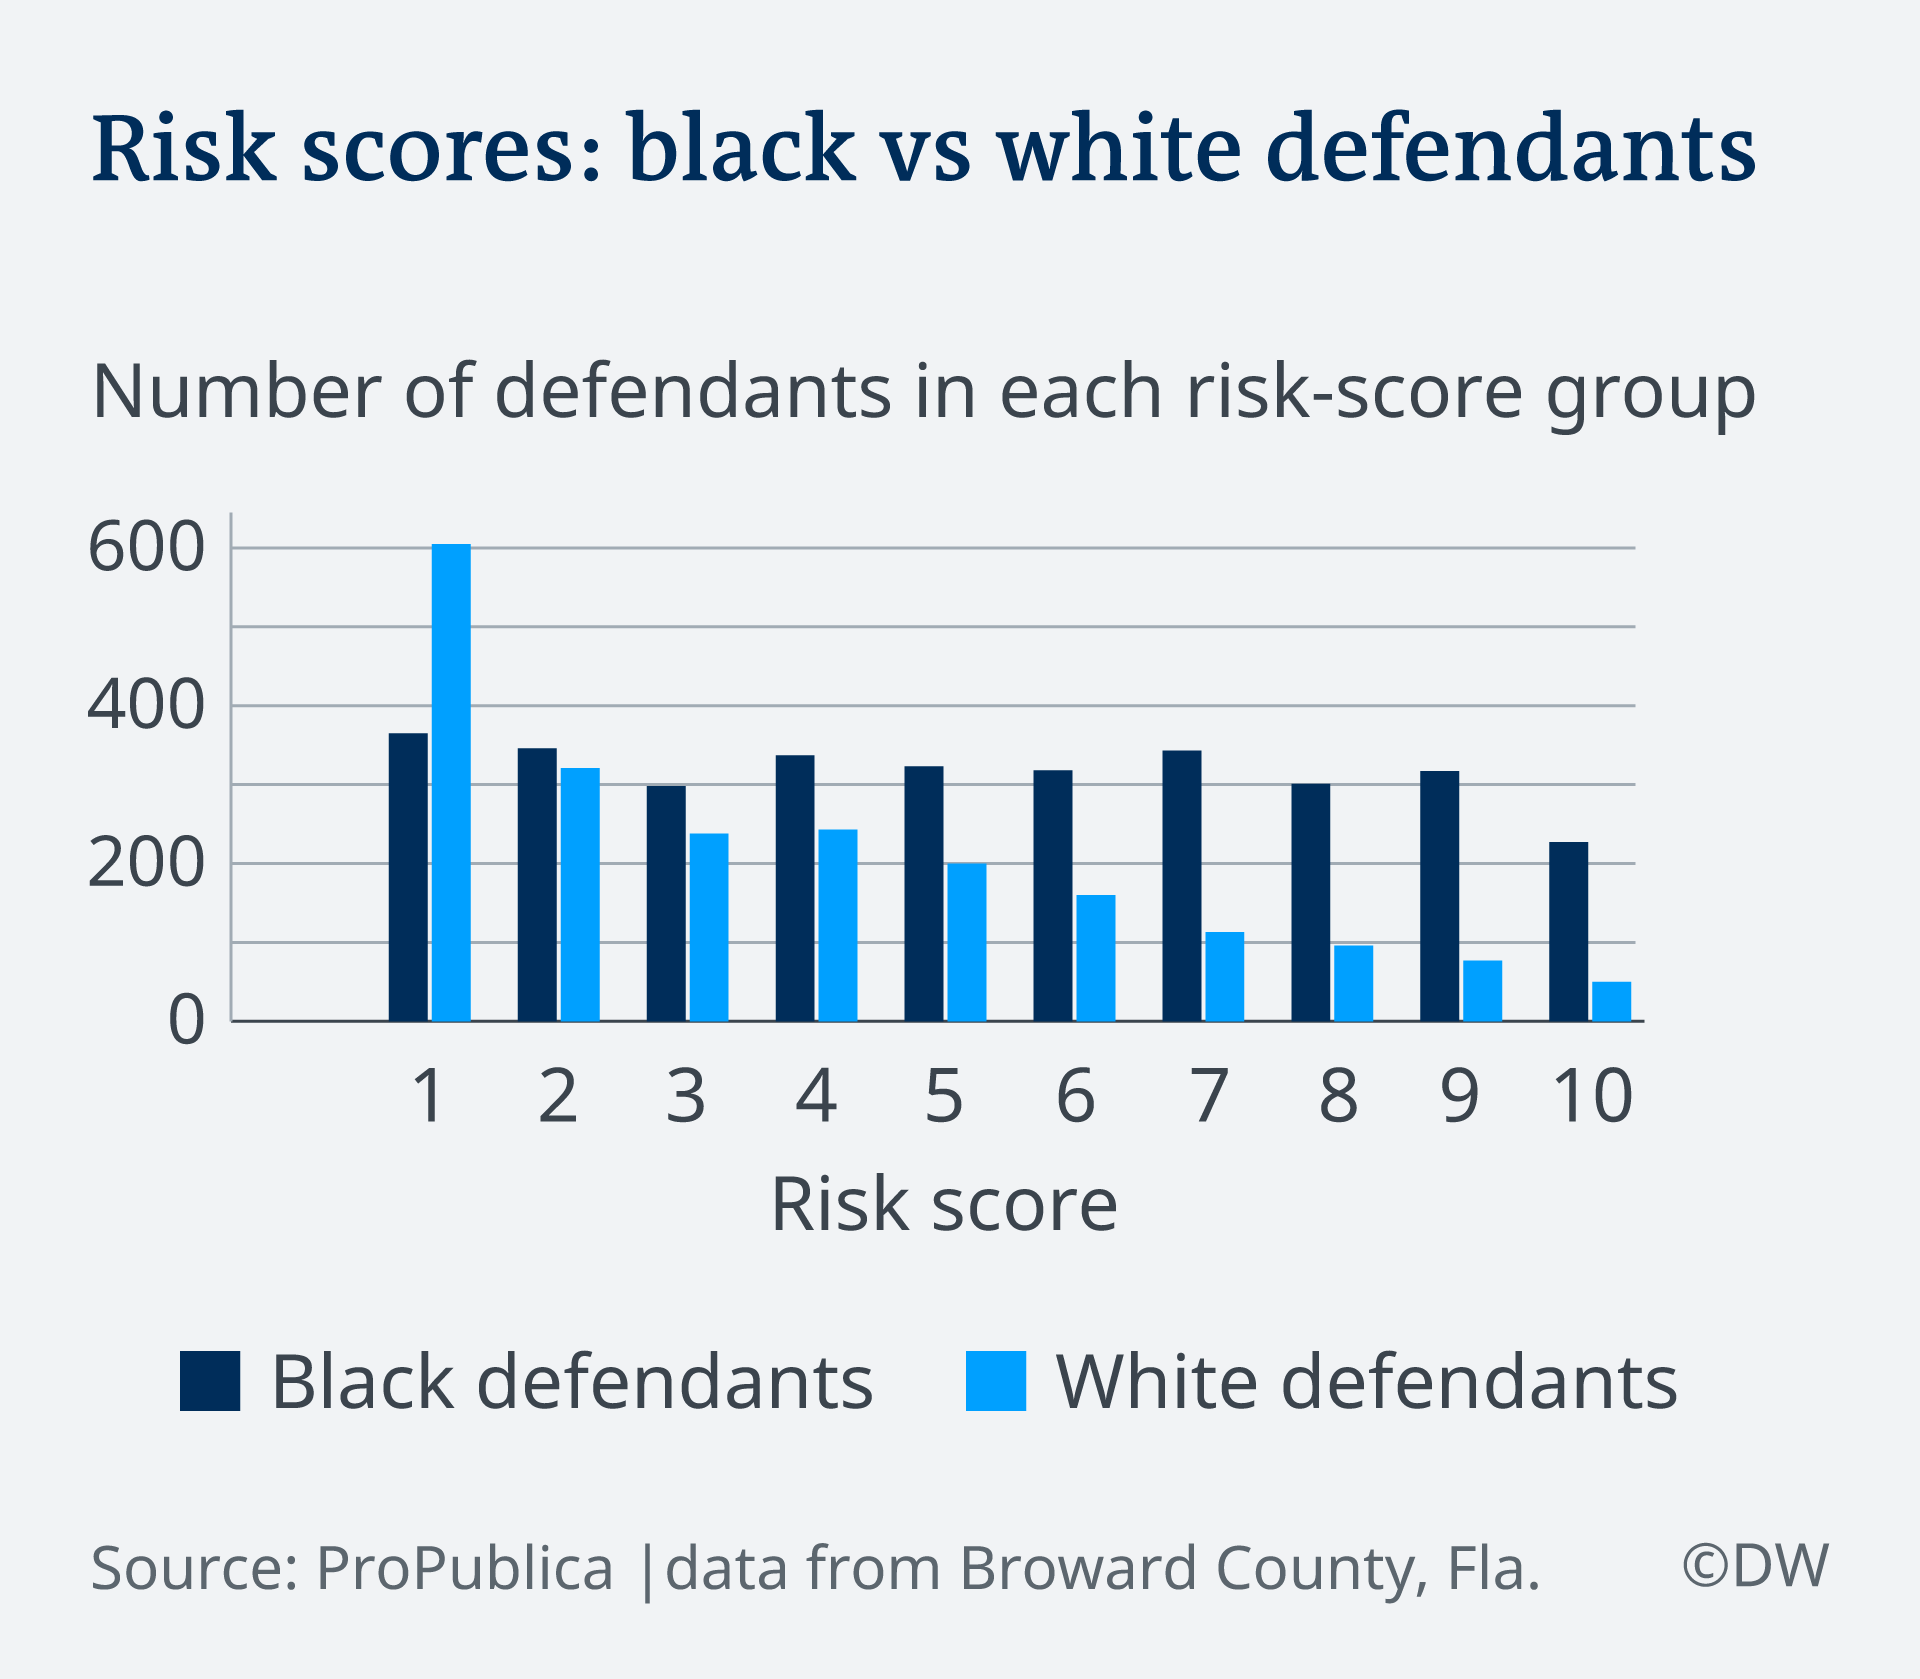 Risk scores: black vs white defendants
Number of defendants in each risk-score group
600
400
200
0
1 2 3 4 5 6 7 8 9 10
Risk score
Black defendants White defendants
Source: ProPublica |data from Broward County, Fla. ©DW